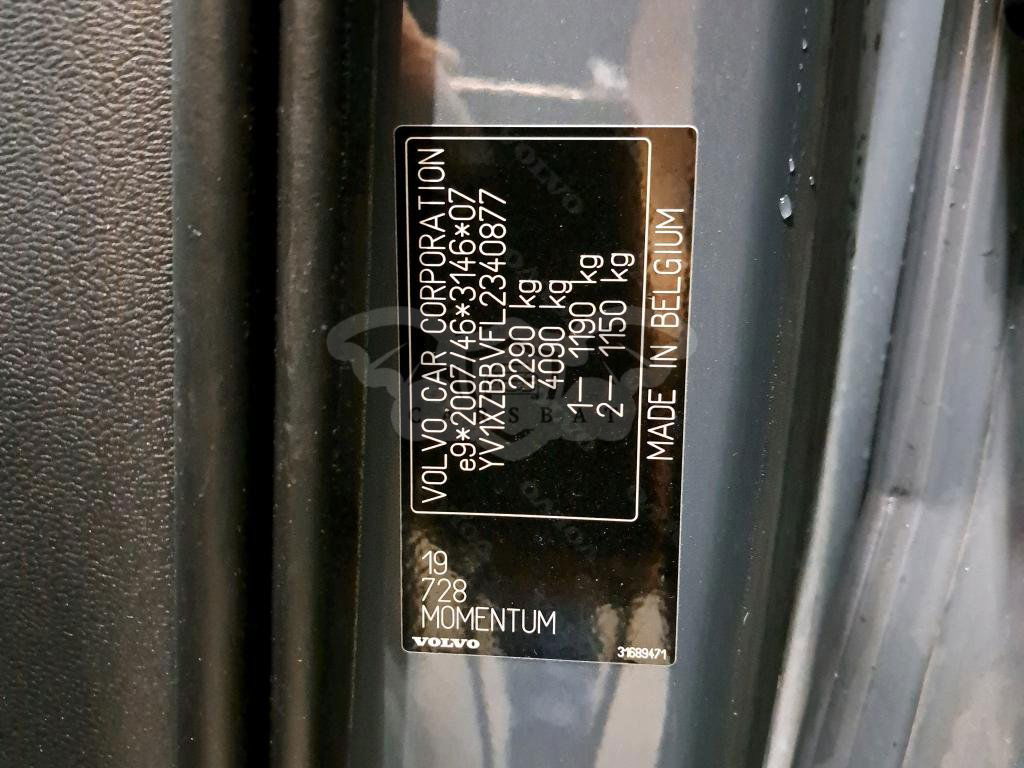 VOLVO CAR CORPORATION
e9*2007/46*3146*07
YV1XZBBVFL2340877
2290 kg
4090 kg
1— 1190 kg
2— 1150 kg
MADE IN BELGIUM
19
728
MOMENTUM
VOLVO
31689471